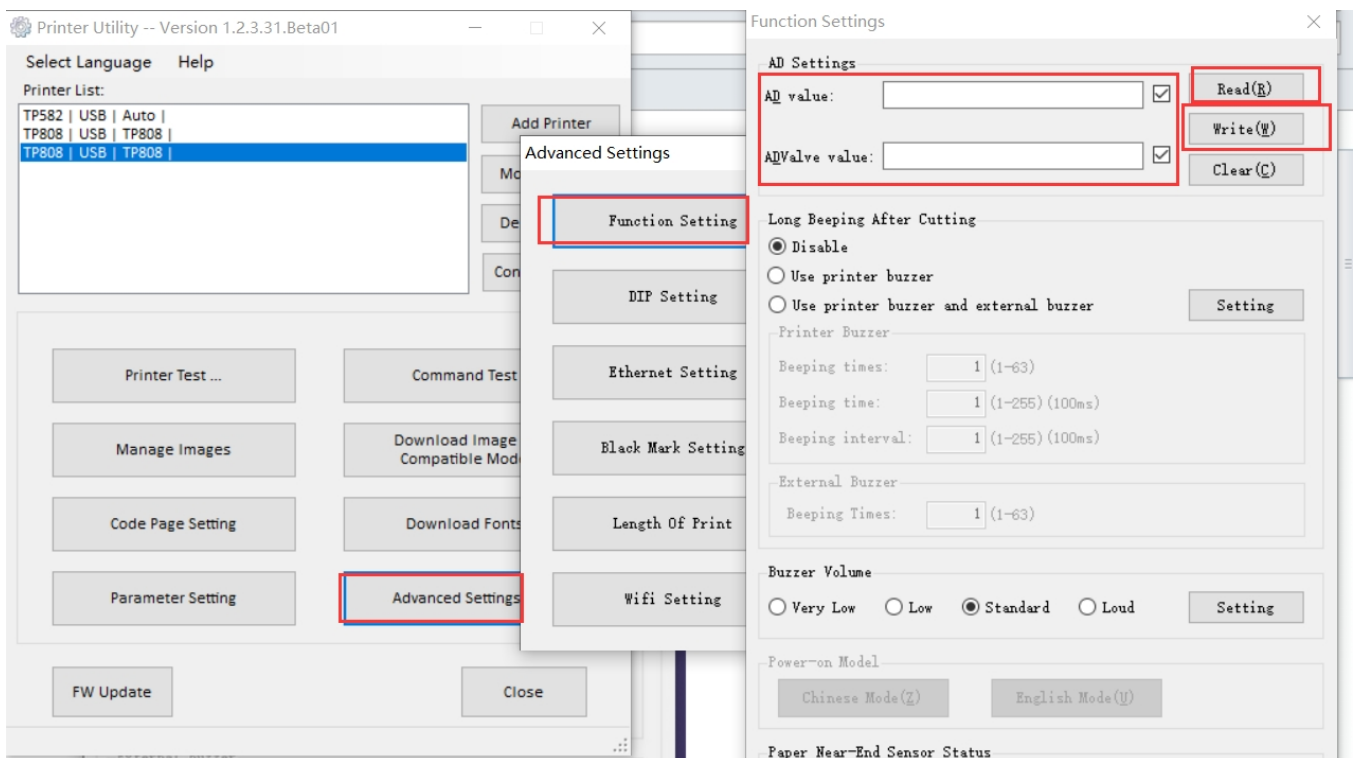 Printer Utility -- Version 1.2.3.31.Beta01
Select Language Help
Printer List:
TP582 | USB | Auto |
TP808 | USB | TP808 |
TP808 | USB | TP808 |
Add Printer
Mo
De
Con
Printer Test ...
Command Test
Manage Images
Download Image
Compatible Mod
Code Page Setting
Download Fonts
Parameter Setting
Advanced Settings
FW Update
Close
Advanced Settings
Function Setting
DIP Setting
Ethernet Setting
Black Mark Setting
Length Of Print
Wifi Setting
Function Settings
AD Settings
AD value:
Read(R)
Write(W)
ADValve value:
Clear(C)
Long Beeping After Cutting
Disable
Use printer buzzer
Use printer buzzer and external buzzer
Setting
Printer Buzzer
Beeping times: 1 (1-63)
Beeping time: 1 (1-255)(100ms)
Beeping interval: 1 (1-255)(100ms)
External Buzzer
Beeping Times: 1 (1-63)
Buzzer Volume
Very Low Low Standard Loud Setting
Power-on Model
Chinese Mode(Z) English Mode(U)
Paper Near-End Sensor Status